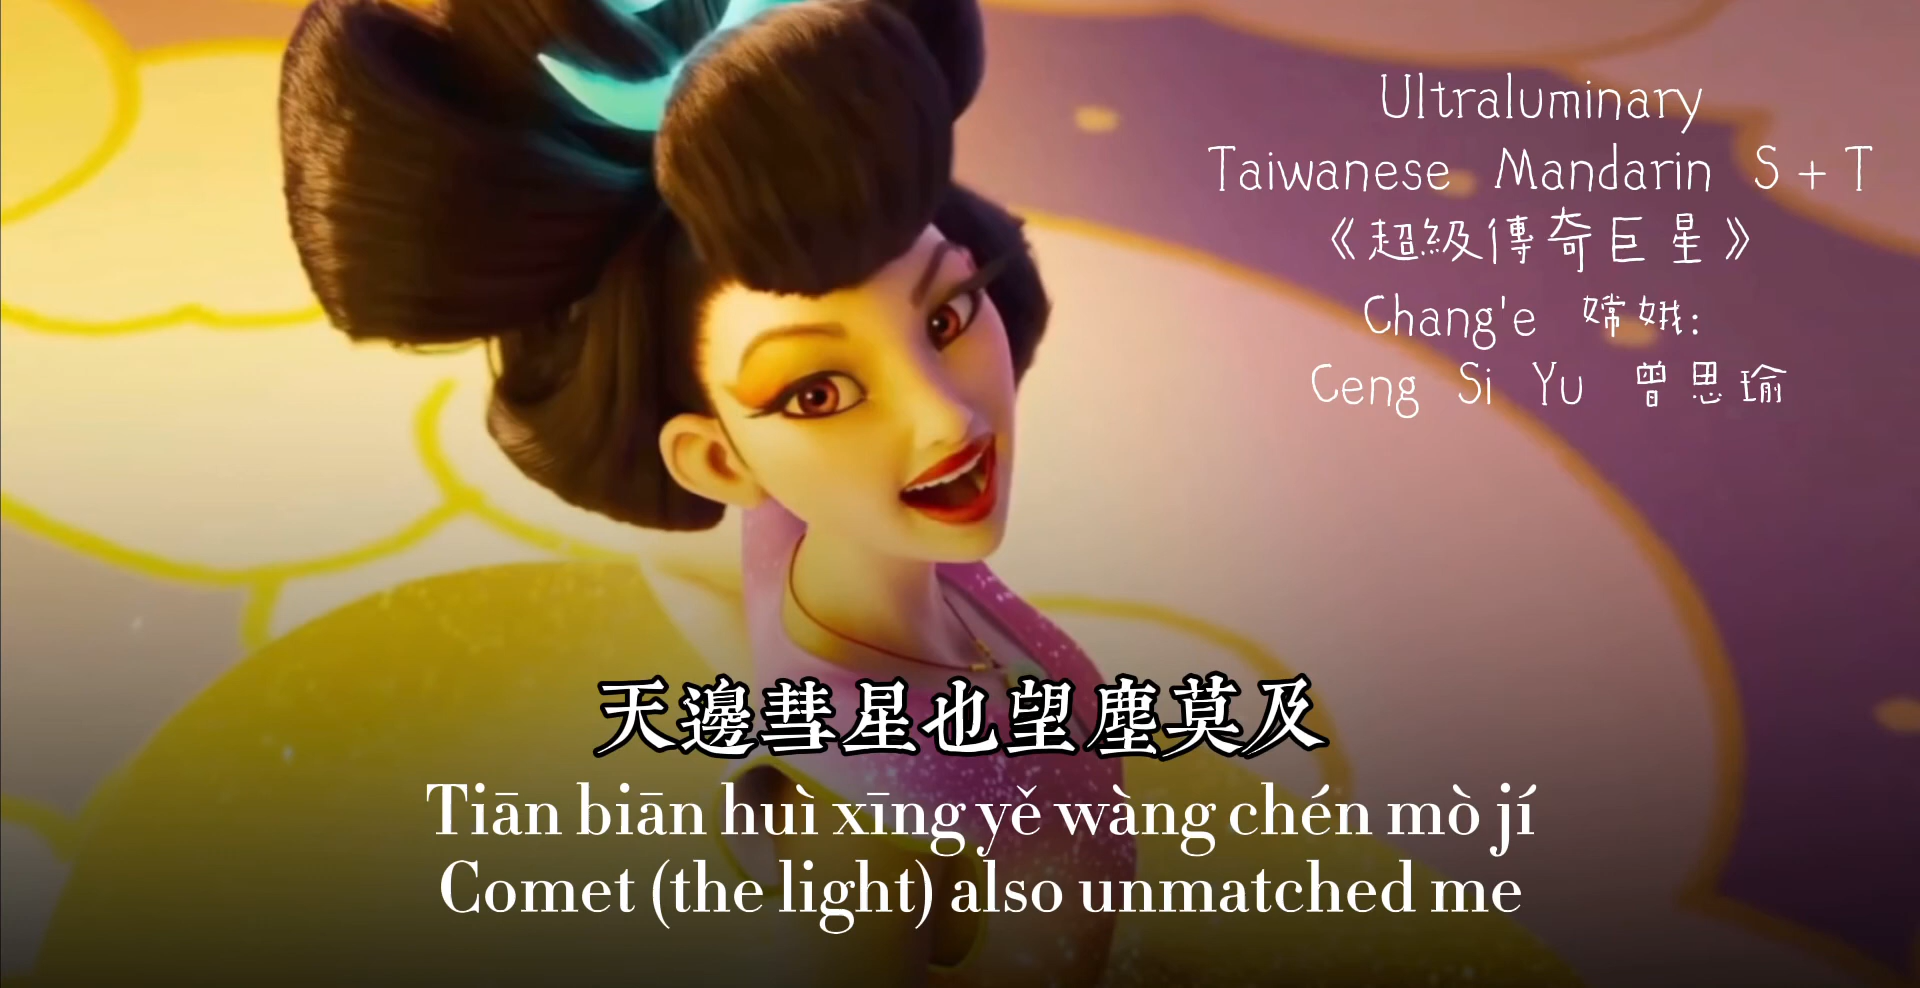 Ultraluminary
Taiwanese Mandarin S + T
《超級傳奇巨星》
Chang'e 嫦娥:
Ceng Si Yu 曾思瑜
天邊彗星也望塵莫及
Tiān biān huì xīng yě wàng chén mò jí
Comet (the light) also unmatched me